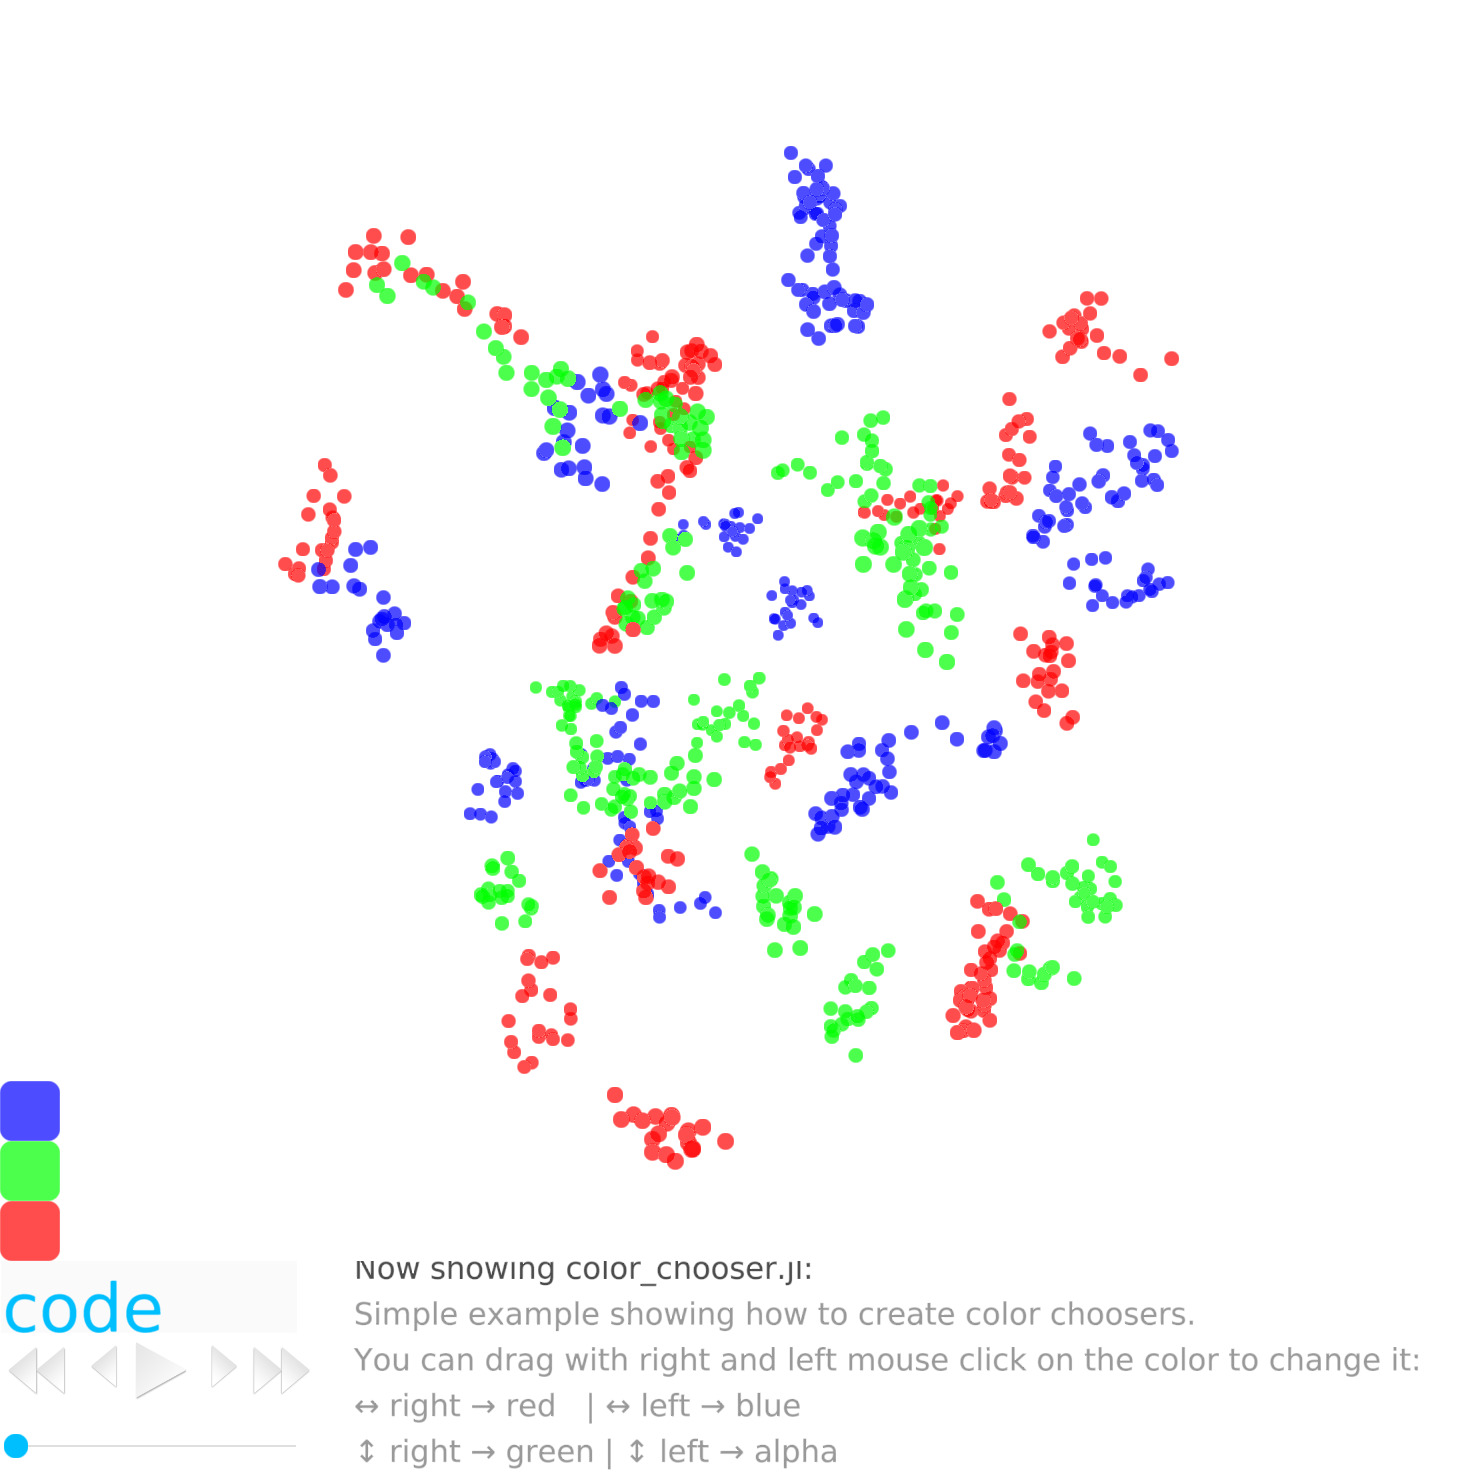 Now showing color_chooser.jl:
code
Simple example showing how to create color choosers.
You can drag with right and left mouse click on the color to change it:
↔ right → red | ↔ left → blue
↕ right → green | ↕ left → alpha